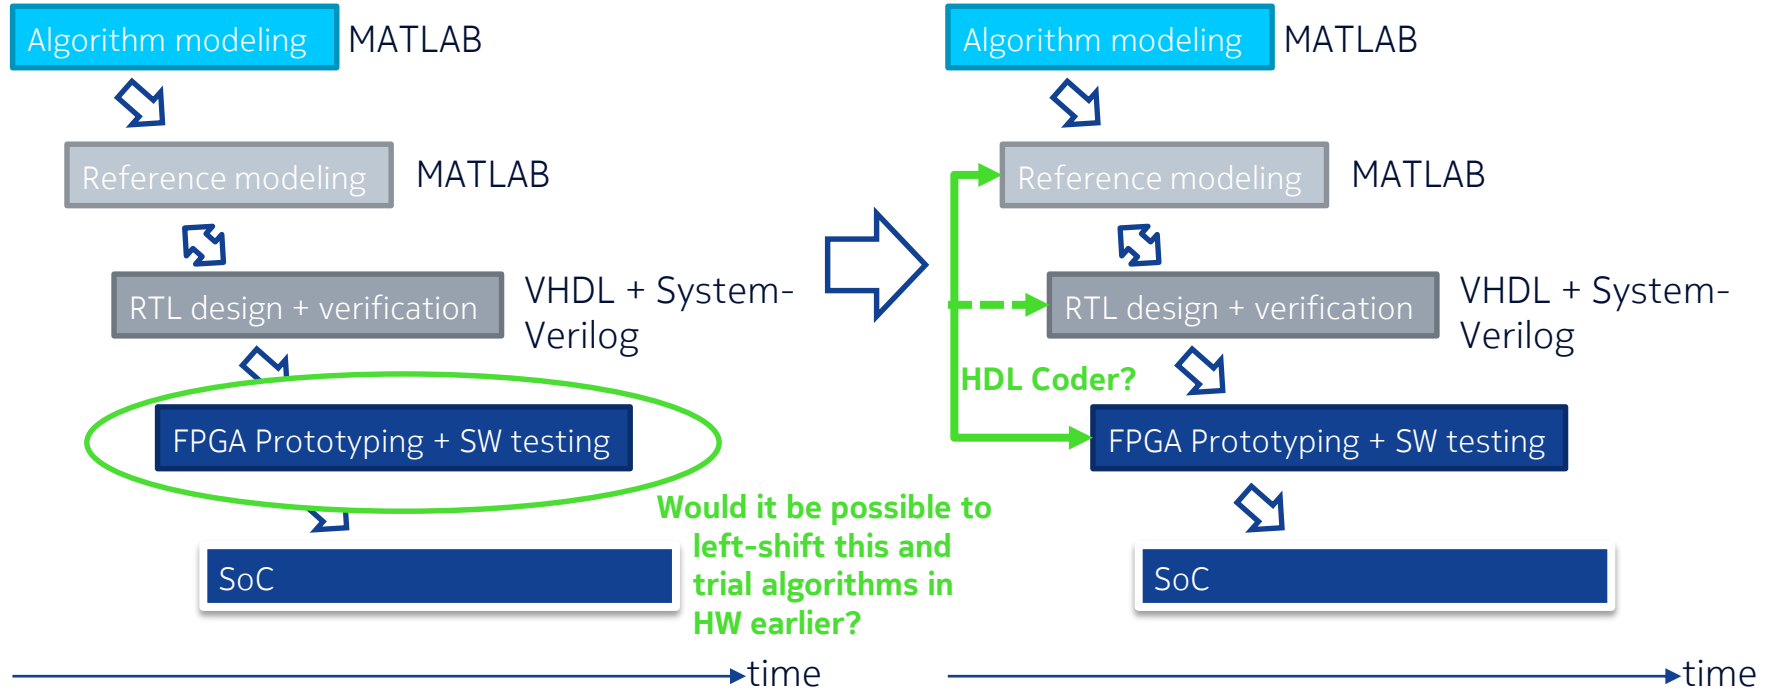 Algorithm modeling
MATLAB
Reference modeling
MATLAB
RTL design + verification
VHDL + System-
Verilog
FPGA Prototyping + SW testing
Would it be possible to
left-shift this and
trial algorithms in
HW earlier?
SoC
time
Algorithm modeling
MATLAB
Reference modeling
MATLAB
RTL design + verification
VHDL + System-
Verilog
HDL Coder?
FPGA Prototyping + SW testing
SoC
time